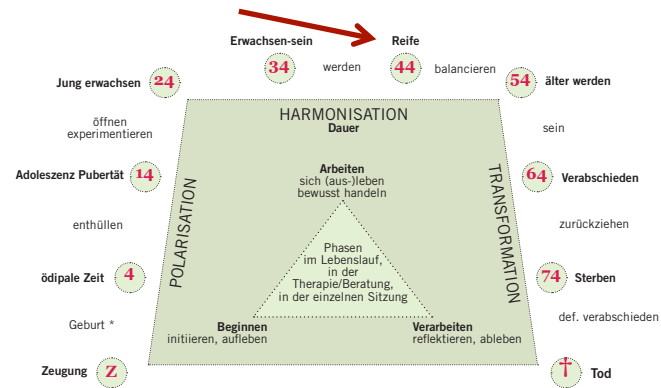 Erwachsen-sein
34
werden
Reife
44
balancieren
Jung erwachsen
24
54
älter werden
HARMONISATION
Dauer
öffnen
experimentieren
sein
Adoleszenz Pubertät
14
Arbeiten
sich (aus-)leben
bewusst handeln
64
Verabschieden
POLARISATION
TRANSFORMATION
enthüllen
zurückziehen
Phasen
im Lebenslauf,
in der
Therapie/Beratung,
in der einzelnen Sitzung
ödipale Zeit
4
74
Sterben
Geburt *
def. verabschieden
Beginnen
initiieren, aufleben
Verarbeiten
reflektieren, ableben
Zeugung
Z
†
Tod